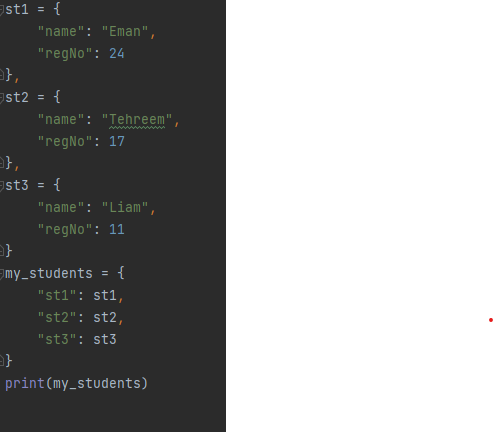 st1 = {
    "name": "Eman",
    "regNo": 24
},
st2 = {
    "name": "Tehreem",
    "regNo": 17
},
st3 = {
    "name": "Liam",
    "regNo": 11
}
my_students = {
    "st1": st1,
    "st2": st2,
    "st3": st3
}
print(my_students)